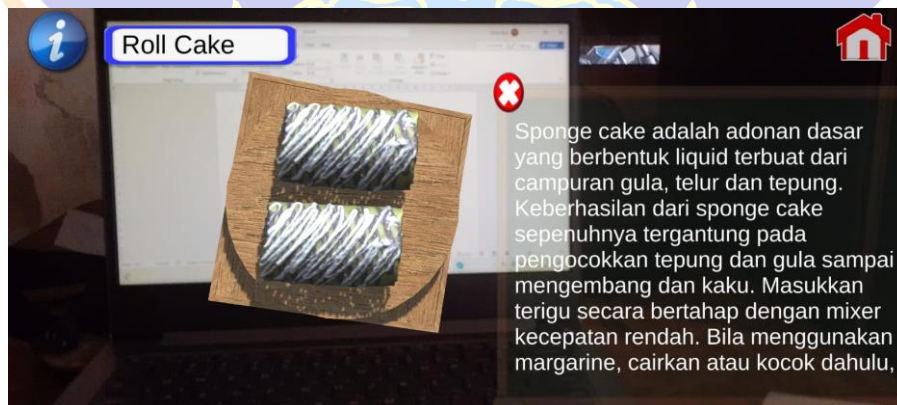 Roll Cake
Sponge cake adalah adonan dasar
yang berbentuk liquid terbuat dari
campuran gula, telur dan tepung.
Keberhasilan dari sponge cake
sepenuhnya tergantung pada
pengocokkan tepung dan gula sampai
mengembang dan kaku. Masukkan
terigu secara bertahap dengan mixer
kecepatan rendah. Bila menggunakan
margarine, cairkan atau kocok dahulu,